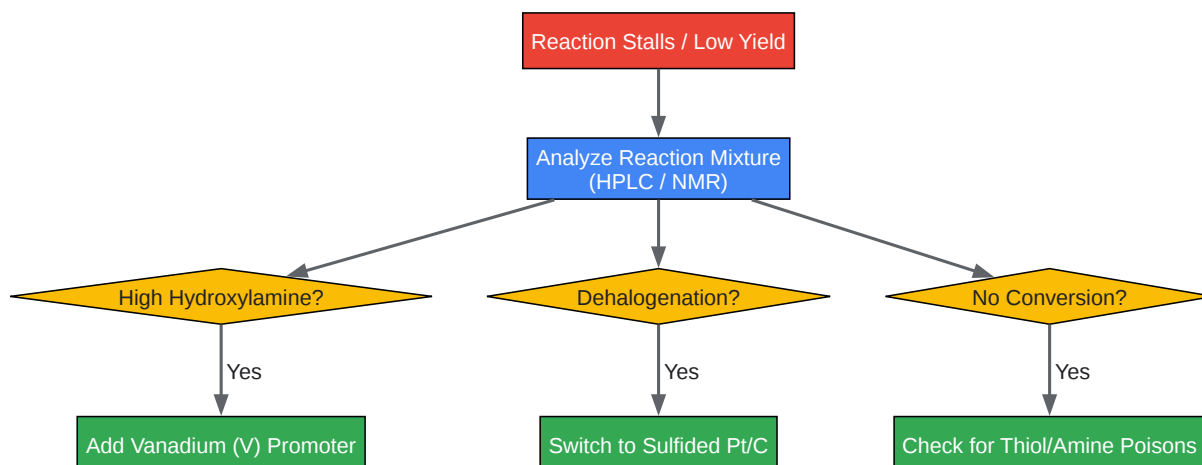 Reaction Stalls / Low Yield
Analyze Reaction Mixture
(HPLC / NMR)
High Hydroxylamine?
Dehalogenation?
No Conversion?
Yes
Yes
Yes
Add Vanadium (V) Promoter
Switch to Sulfided Pt/C
Check for Thiol/Amine Poisons